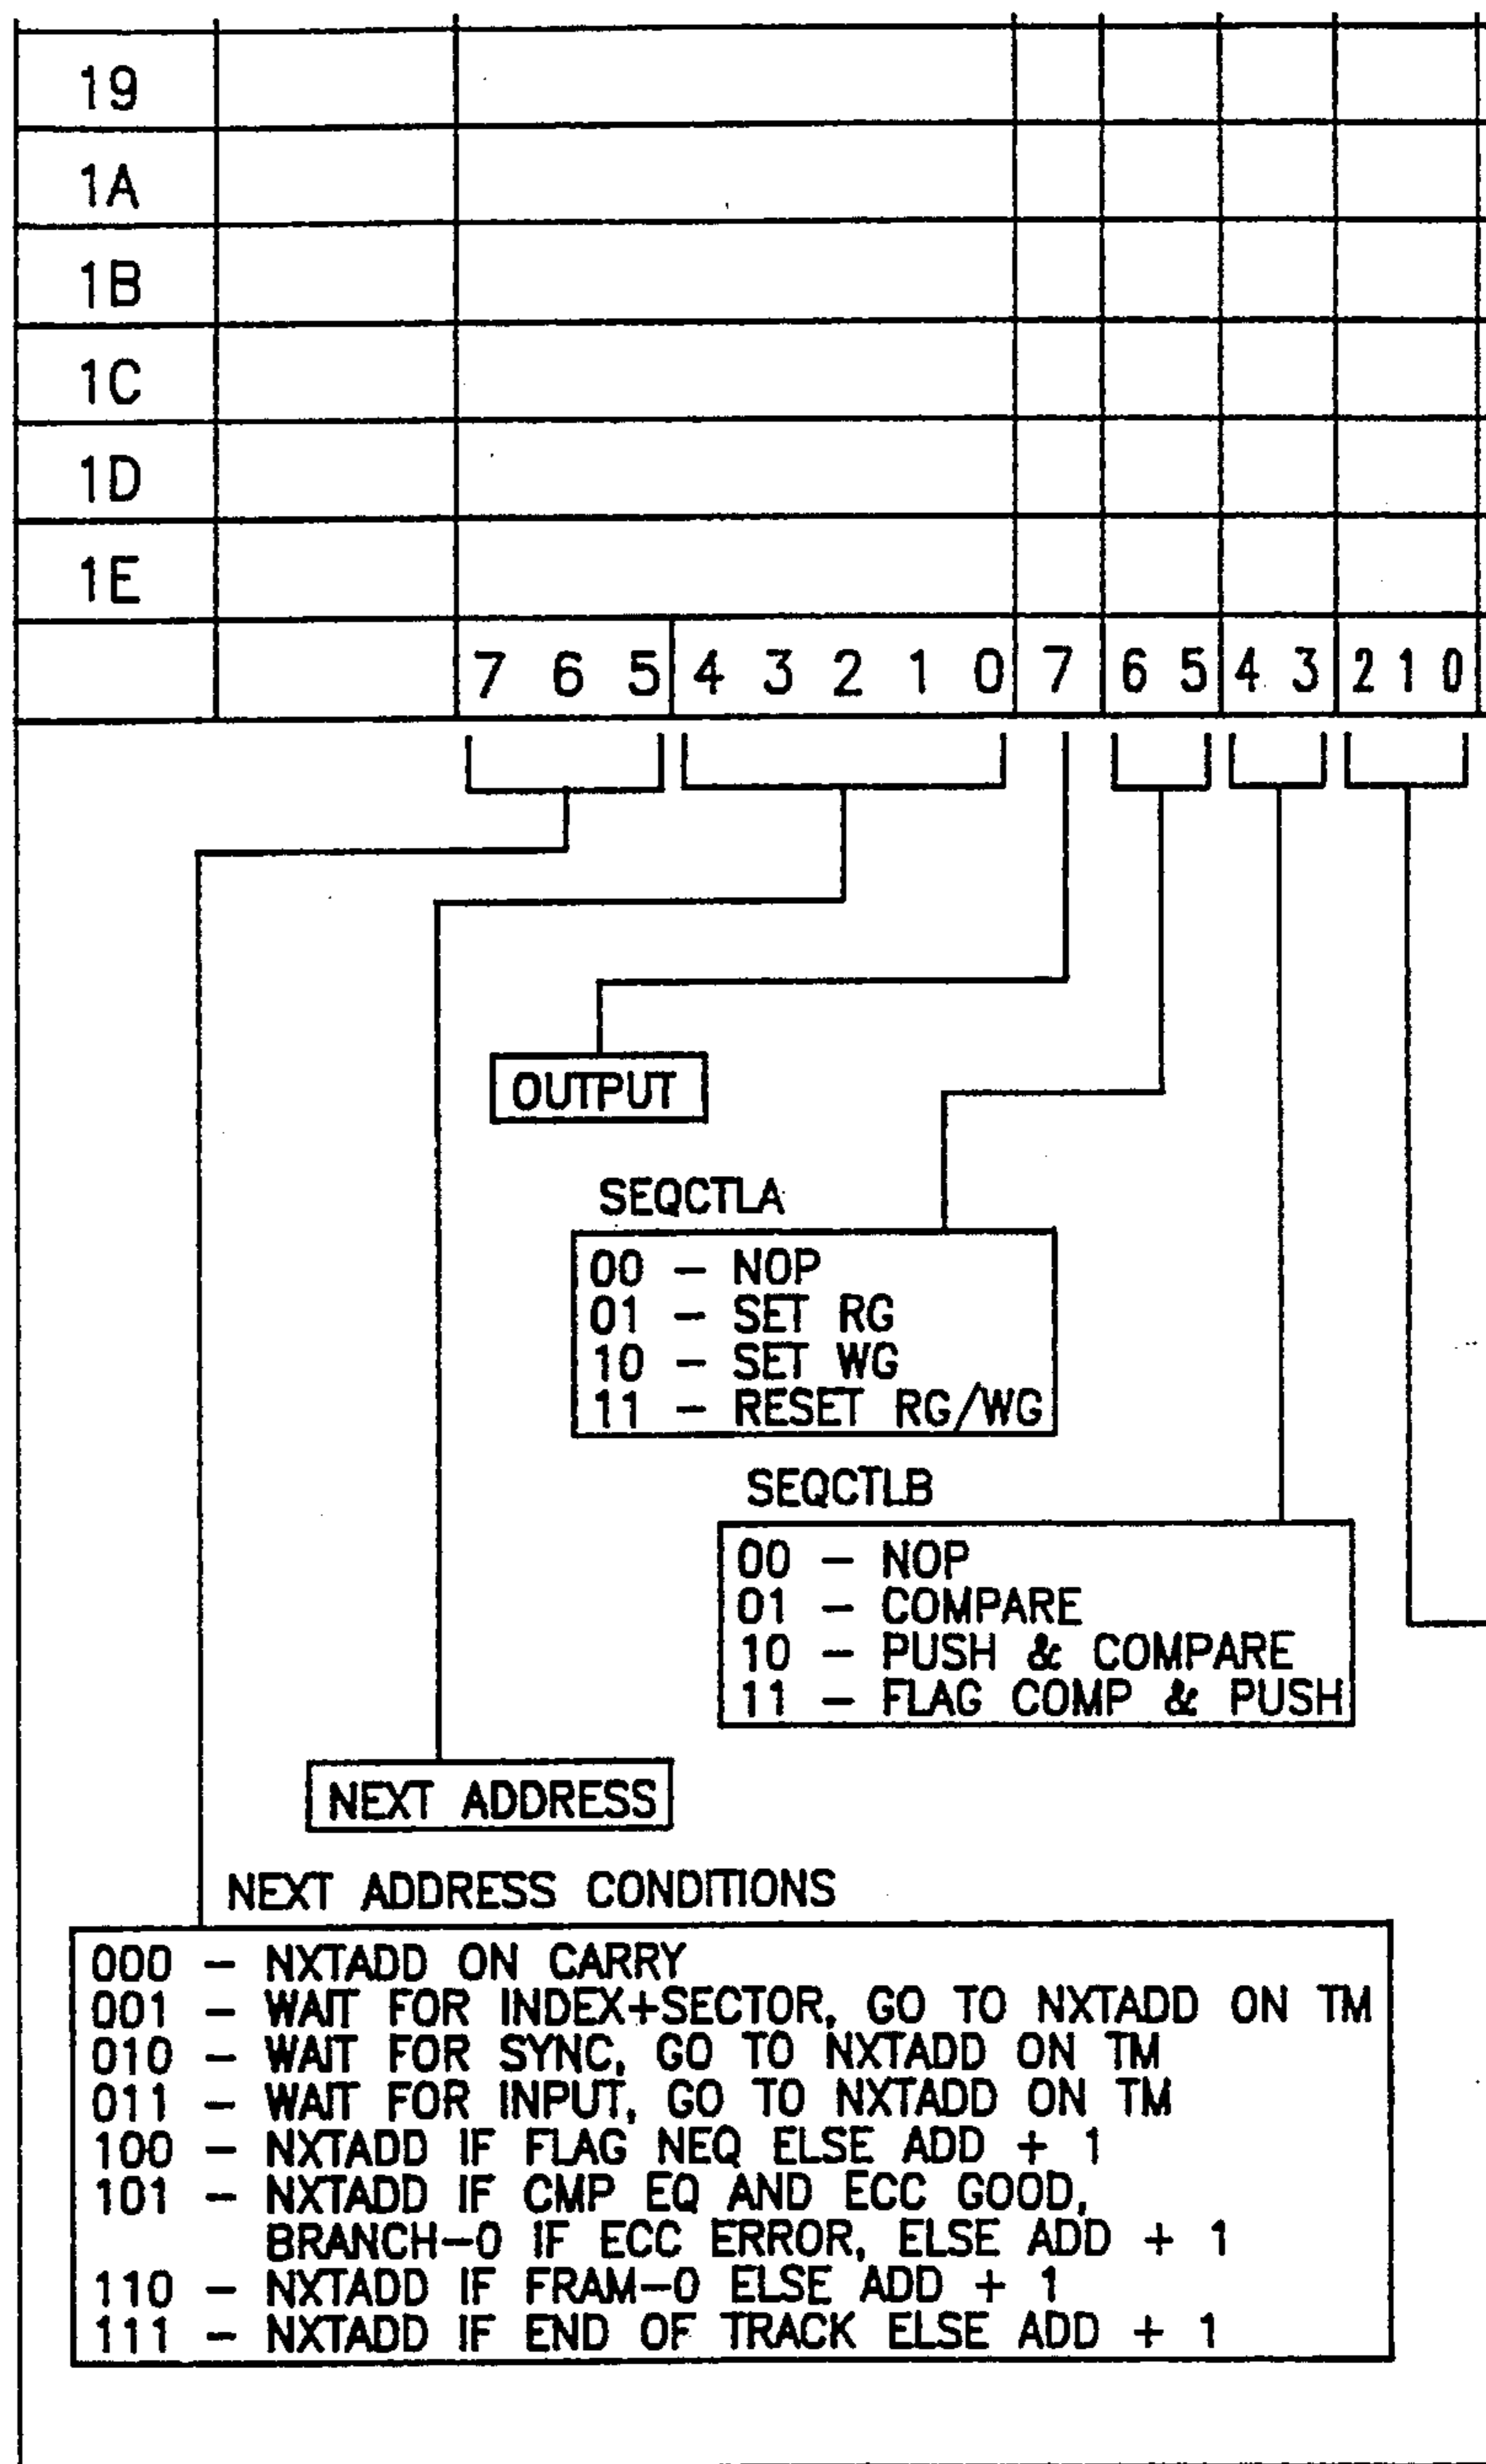 19
1A
1B
1C
1D
1E
7 6 5 4 3 2 1 0 7 6 5 4 3 2 1 0
OUTPUT
SEQCTLA
00 – NOP
01 – SET RG
10 – SET WG
11 – RESET RG/WG
SEQCTLB
00 – NOP
01 – COMPARE
10 – PUSH & COMPARE
11 – FLAG COMP & PUSH
NEXT ADDRESS
NEXT ADDRESS CONDITIONS
000 – NXTADD ON CARRY
001 – WAIT FOR INDEX+SECTOR, GO TO NXTADD ON TM
010 – WAIT FOR SYNC, GO TO NXTADD ON TM
011 – WAIT FOR INPUT, GO TO NXTADD ON TM
100 – NXTADD IF FLAG NEQ ELSE ADD + 1
101 – NXTADD IF CMP EQ AND ECC GOOD,
BRANCH–0 IF ECC ERROR, ELSE ADD + 1
110 – NXTADD IF FRAM–0 ELSE ADD + 1
111 – NXTADD IF END OF TRACK ELSE ADD + 1